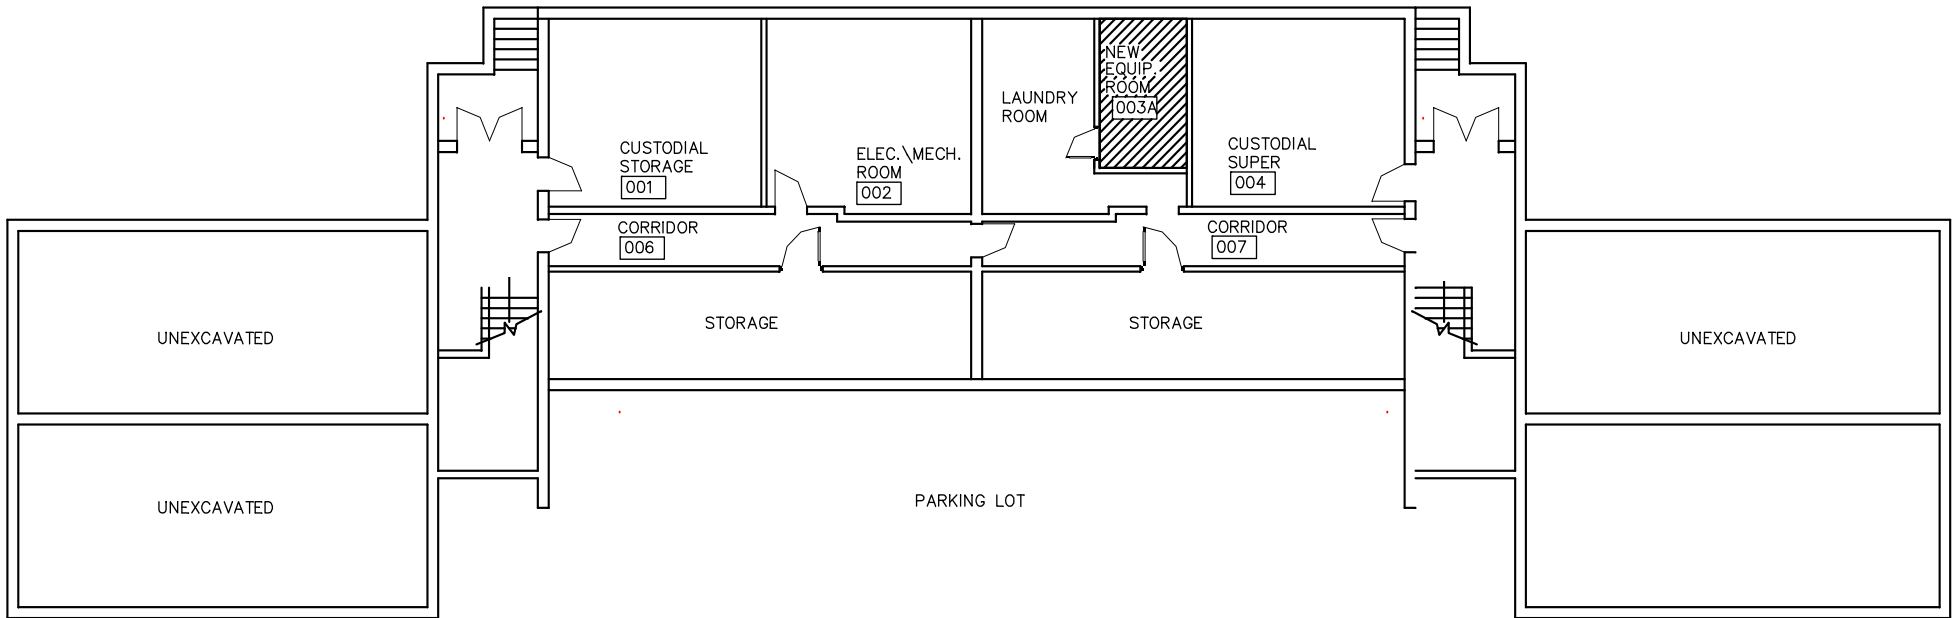 NEW
EQUIP.
ROOM
003A
LAUNDRY
ROOM
CUSTODIAL
STORAGE
001
ELEC.\MECH.
ROOM
002
CUSTODIAL
SUPER
004
CORRIDOR
006
CORRIDOR
007
STORAGE
STORAGE
UNEXCAVATED
UNEXCAVATED
UNEXCAVATED
PARKING LOT